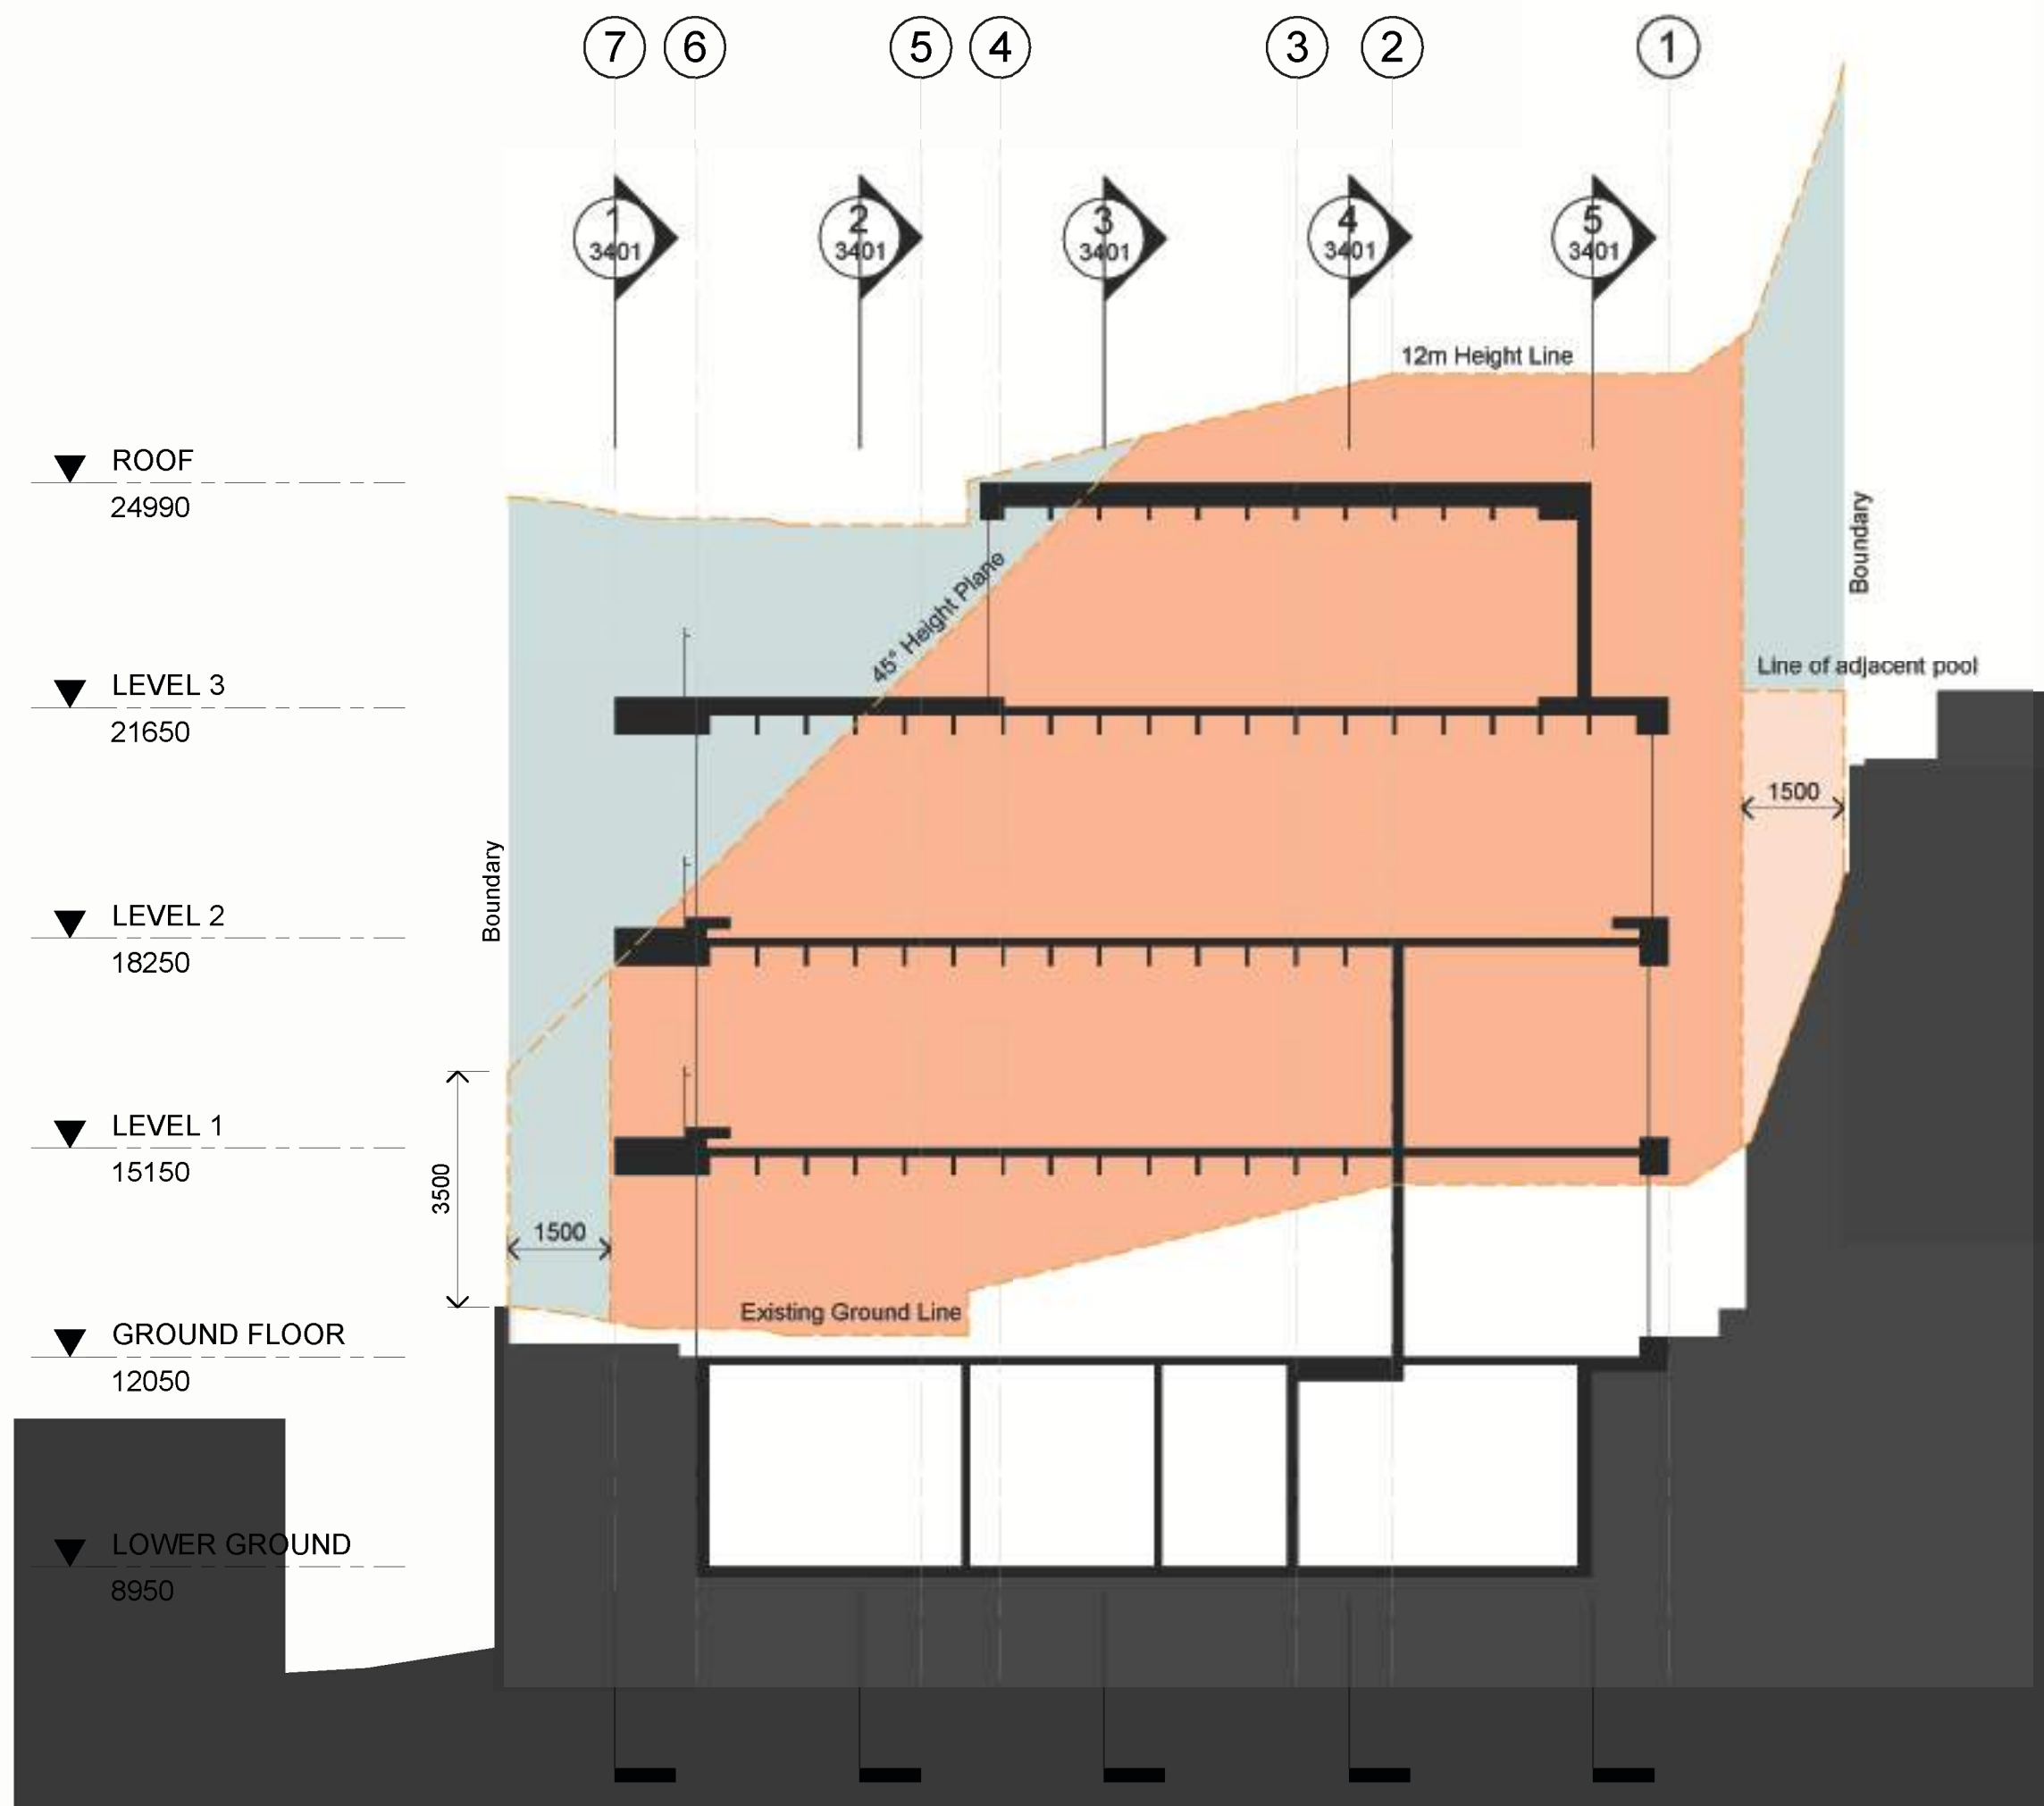 7 6 5 4 3 2 1
1 2 3 4 5
3401 3401 3401 3401 3401
12m Height Line
ROOF
24990
Boundary
45° Height Plane
Line of adjacent pool
LEVEL 3
21650
1500
Boundary
LEVEL 2
18250
LEVEL 1
15150
3500
1500
Existing Ground Line
GROUND FLOOR
12050
LOWER GROUND
8950